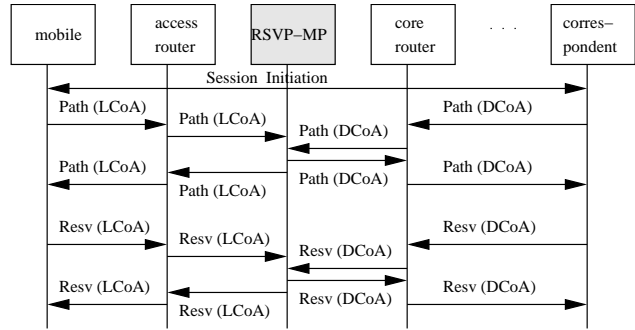 mobile
access
router
RSVP–MP
core
router
. . .
corres–
pondent
Session Initiation
Path (LCoA)
Path (LCoA)
Path (DCoA)
Path (DCoA)
Path (LCoA)
Path (LCoA)
Path (DCoA)
Path (DCoA)
Resv (LCoA)
Resv (LCoA)
Resv (DCoA)
Resv (DCoA)
Resv (LCoA)
Resv (LCoA)
Resv (DCoA)
Resv (DCoA)